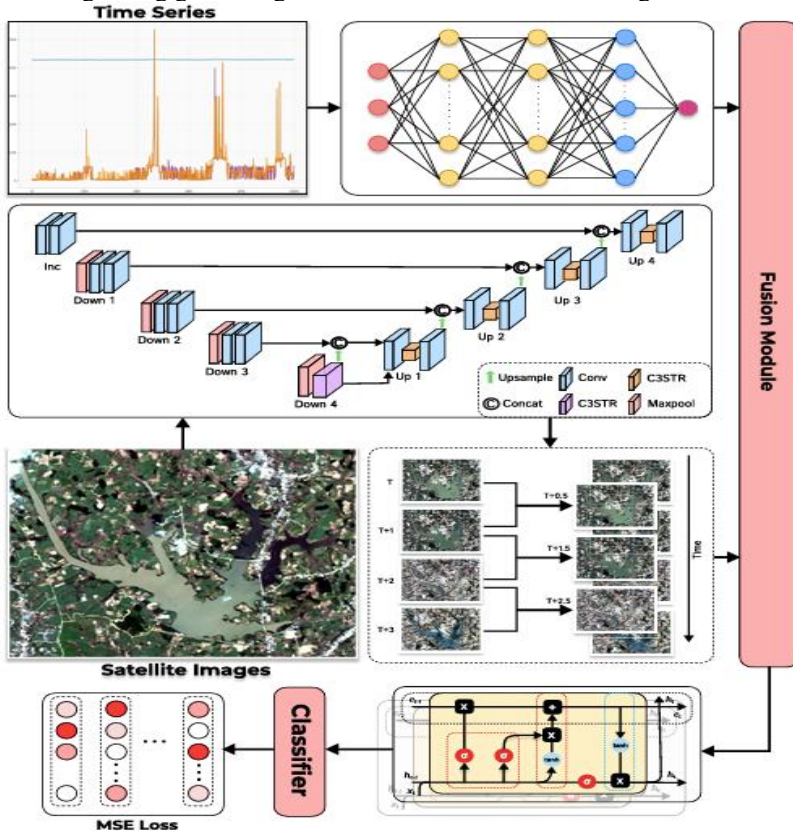 Time Series
Inc
Down 1
Down 2
Down 3
Down 4
Up 1
Up 2
Up 3
Up 4
Upsample
Conv
C3STR
C
Concat
C3STR
Maxpool
Fusion Module
Satellite Images
T
T+1
T+2
T+3
T+0.5
T+1.5
T+2.5
Time
C
C
C
C
x
+
x
σ
σ
tanh
tanh
σ
x
Classifier
MSE Loss